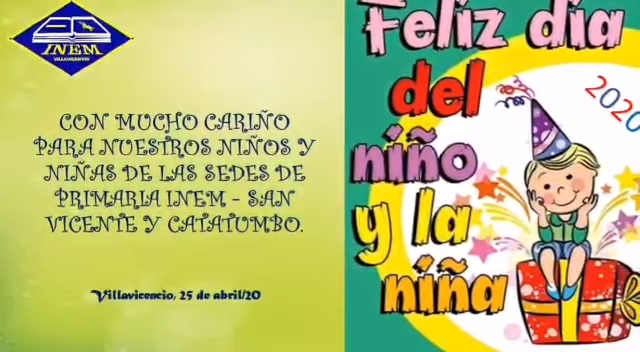 INEM
VILLAVICENCIO
CON MUCHO CARIÑO
PARA NUESTROS NIÑOS Y
NIÑAS DE LAS SEDES DE
PRIMARIA INEM - SAN
VICENTE Y CATATUMBO.
Villavicencio, 25 de abril/20
Feliz día
del
niño
y la
niña
2020